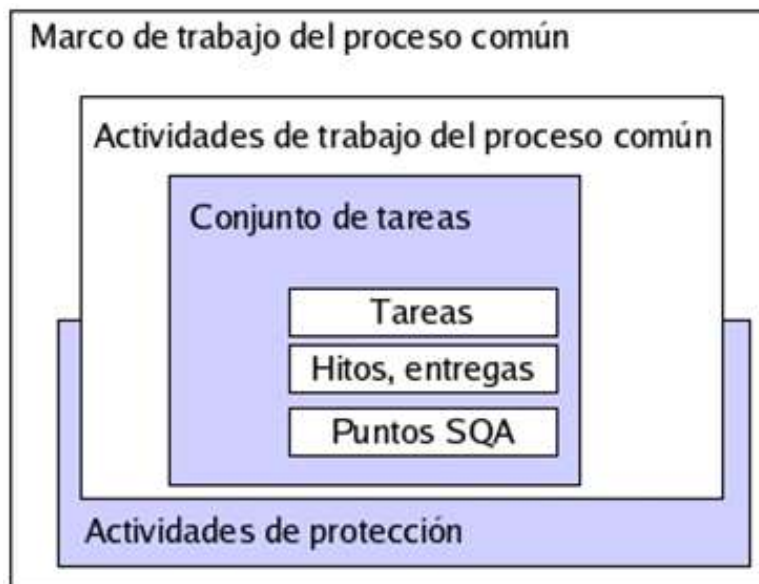 Marco de trabajo del proceso común
Actividades de trabajo del proceso común
Conjunto de tareas
Tareas
Hitos, entregas
Puntos SQA
Actividades de protección